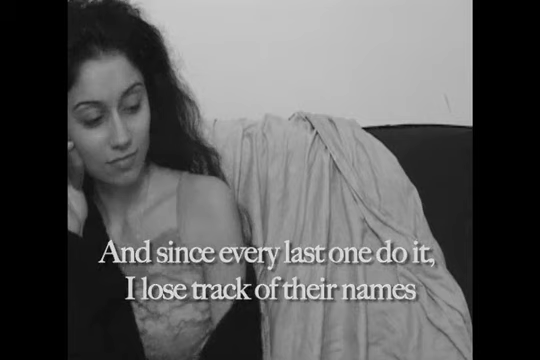 And since every last one do it,
I lose track of their names